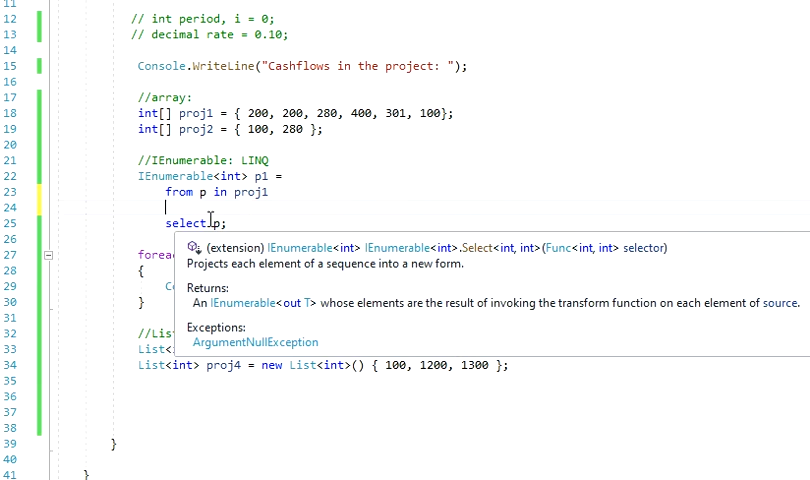 11
12 // int period, i = 0;
13 // decimal rate = 0.10;
14
15 Console.WriteLine("Cashflows in the project: ");
16
17 //array:
18 int[] proj1 = { 200, 200, 280, 400, 301, 100};
19 int[] proj2 = { 100, 280 };
20
21 //IEnumerable: LINQ
22 IEnumerable<int> p1 =
23 from p in proj1
24
25 select p;
26 (extension) IEnumerable<int> IEnumerable<int>.Select<int, int>(Func<int, int> selector)
27 forea
Projects each element of a sequence into a new form.
28 {
Returns:
29 C
An IEnumerable<out T> whose elements are the result of invoking the transform function on each element of source.
30 }
31 Exceptions:
ArgumentNullException
32 //Lis
33 List<
34 List<int> proj4 = new List<int>() { 100, 1200, 1300 };
35
36
37
38
39 }
40
41 }